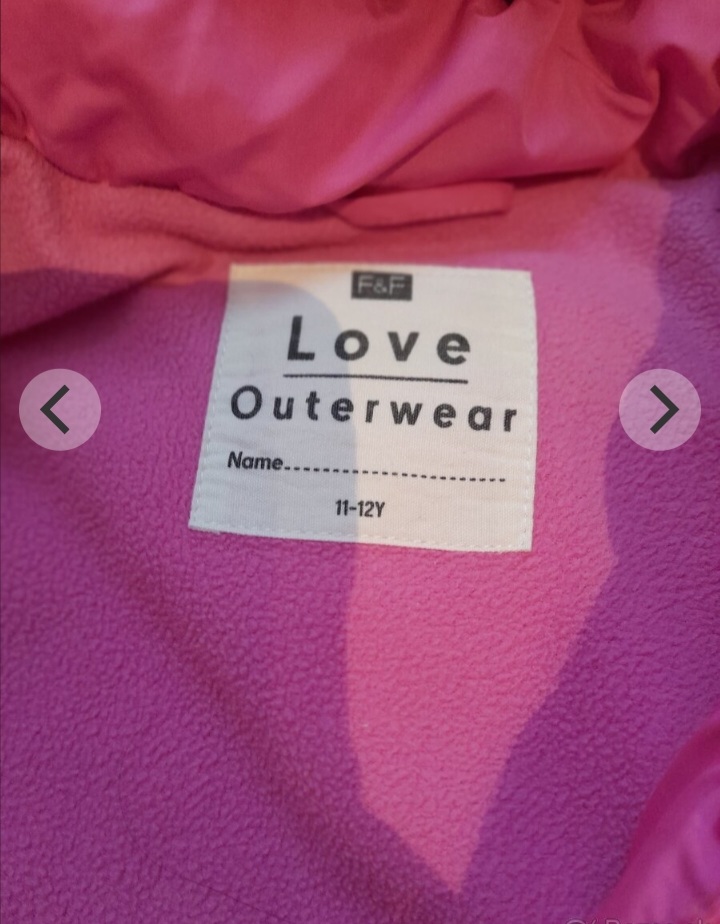 F&F
Love
Outerwear
Name..............................
11-12Y